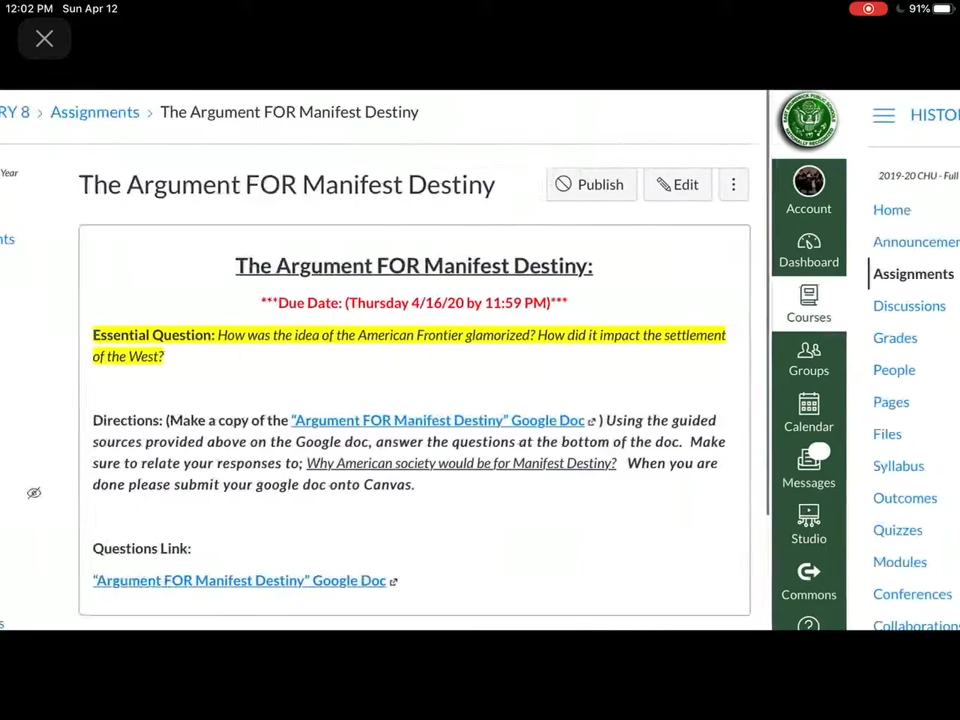 12:02 PM Sun Apr 12
91%
RY 8 > Assignments > The Argument FOR Manifest Destiny
Year
nts
s
The Argument FOR Manifest Destiny
Publish
Edit
The Argument FOR Manifest Destiny:
***Due Date: (Thursday 4/16/20 by 11:59 PM)***
Essential Question: How was the idea of the American Frontier glamorized? How did it impact the settlement
of the West?
Directions: (Make a copy of the “Argument FOR Manifest Destiny” Google Doc ) Using the guided
sources provided above on the Google doc, answer the questions at the bottom of the doc. Make
sure to relate your responses to; Why American society would be for Manifest Destiny? When you are
done please submit your google doc onto Canvas.
Questions Link:
“Argument FOR Manifest Destiny” Google Doc
Account
Dashboard
Courses
Groups
Calendar
Messages
Studio
Commons
HISTO
2019-20 CHU - Full
Home
Announcemer
Assignments
Discussions
Grades
People
Pages
Files
Syllabus
Outcomes
Quizzes
Modules
Conferences
Collaborations